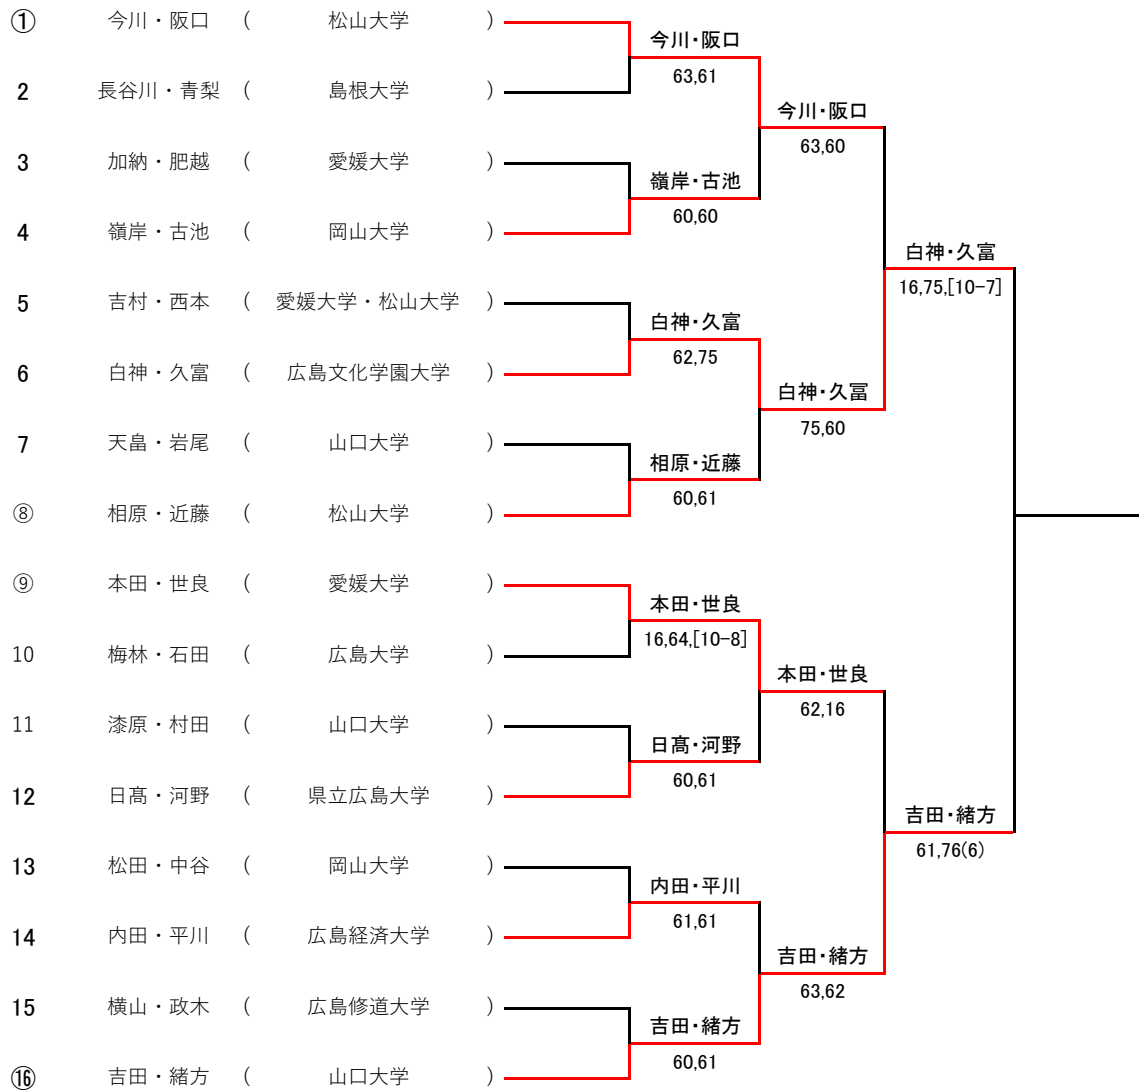 ① 今川・阪口 ( 松山大学 )
今川・阪口
63,61
2 長谷川・青梨 ( 島根大学 )
今川・阪口
63,60
3 加納・肥越 ( 愛媛大学 )
嶺岸・古池
60,60
4 嶺岸・古池 ( 岡山大学 )
白神・久富
16,75,[10-7]
5 吉村・西本 ( 愛媛大学・松山大学 )
白神・久富
62,75
6 白神・久富 ( 広島文化学園大学 )
白神・久冨
75,60
7 天畠・岩尾 ( 山口大学 )
相原・近藤
60,61
⑧ 相原・近藤 ( 松山大学 )
⑨ 本田・世良 ( 愛媛大学 )
本田・世良
16,64,[10-8]
10 梅林・石田 ( 広島大学 )
本田・世良
62,16
11 漆原・村田 ( 山口大学 )
日髙・河野
60,61
12 日髙・河野 ( 県立広島大学 )
吉田・緒方
61,76(6)
13 松田・中谷 ( 岡山大学 )
内田・平川
61,61
14 内田・平川 ( 広島経済大学 )
吉田・緒方
63,62
15 横山・政木 ( 広島修道大学 )
吉田・緒方
60,61
⑯ 吉田・緒方 ( 山口大学 )